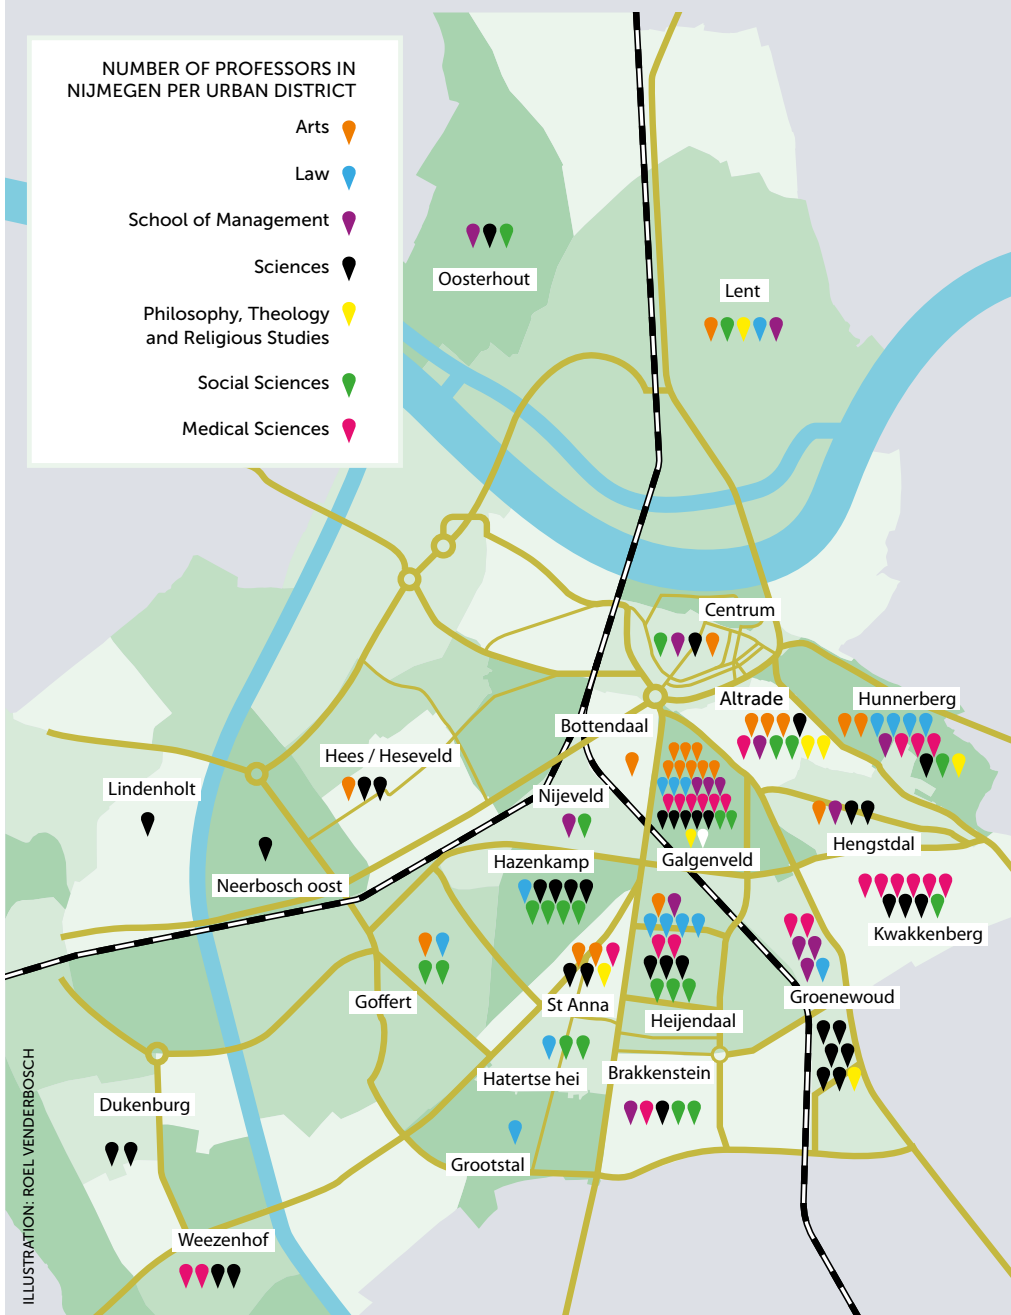 NUMBER OF PROFESSORS IN
NIJMEGEN PER URBAN DISTRICT
Arts
Law
School of Management
Sciences
Philosophy, Theology
and Religious Studies
Social Sciences
Medical Sciences
Oosterhout
Lent
Centrum
Altrade
Hunnerberg
Bottendaal
Hees / Heseveld
Lindenholt
Nijeveld
Hengstdal
Hazenkamp
Galgenveld
Neerbosch oost
Kwakkenberg
Goffert
St Anna
Groenewoud
Heijendaal
Hatertse hei
Brakkenstein
Dukenburg
Grootstal
Weezenhof
ILLUSTRATION: ROEL VENDERBOSCH